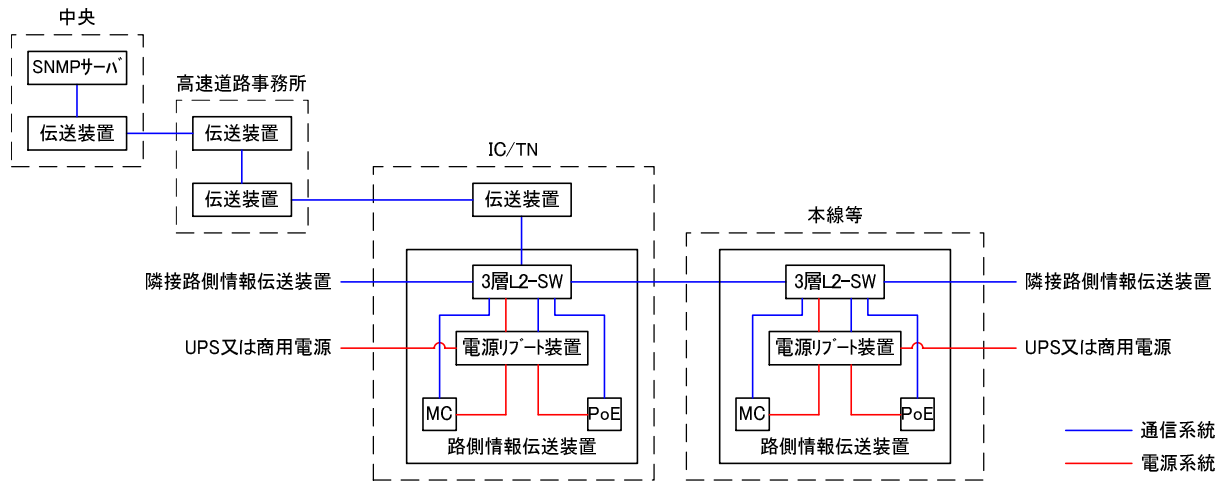 中央
SNMPｻｰﾊﾞ
伝送装置
高速道路事務所
伝送装置
伝送装置
IC/TN
伝送装置
本線等
隣接路側情報伝送装置
3層L2-SW
3層L2-SW
隣接路側情報伝送装置
UPS又は商用電源
電源ﾘﾌﾞｰﾄ装置
電源ﾘﾌﾞｰﾄ装置
UPS又は商用電源
MC
PoE
MC
PoE
路側情報伝送装置
路側情報伝送装置
通信系統
電源系統